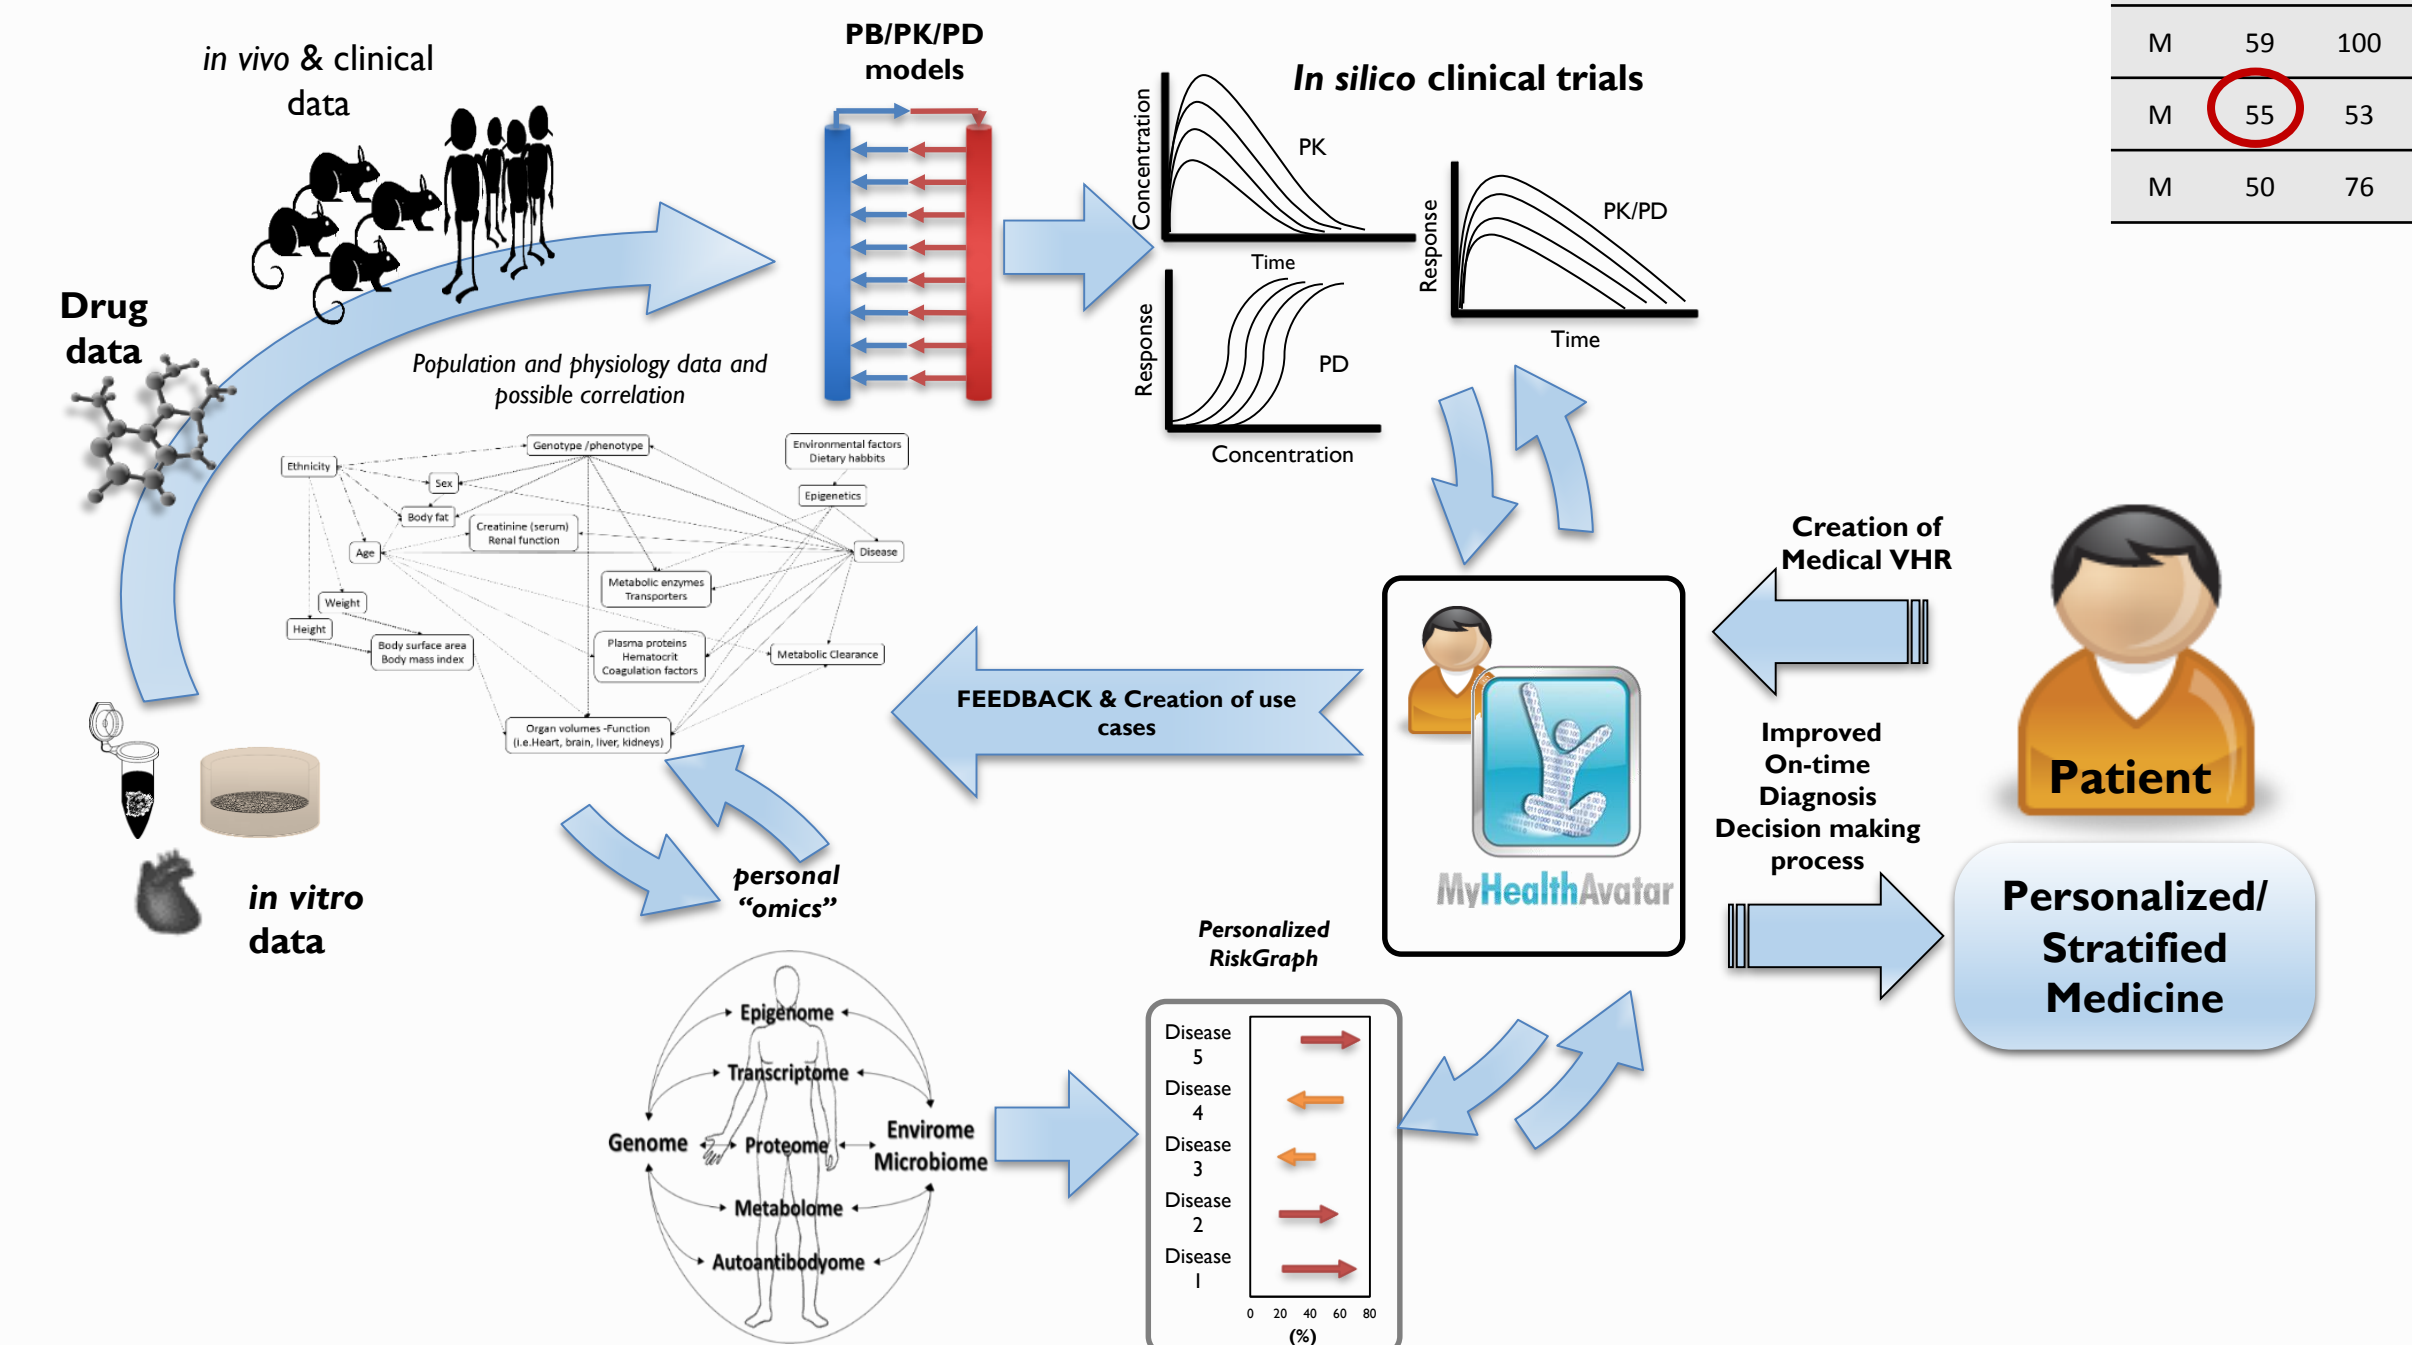 in vivo & clinical
data
PB/PK/PD
models
In silico clinical trials
M 59 100
M 55 53
M 50 76
Concentration
PK
Time
Response
PK/PD
Time
Response
PD
Concentration
Drug
data
Population and physiology data and
possible correlation
Genotype /phenotype
Environmental factors
Dietary habbits
Ethnicity
Sex
Epigenetics
Body fat
Creatinine (serum)
Renal function
Age
Disease
Metabolic enzymes
Transporters
Weight
Height
Body surface area
Body mass index
Plasma proteins
Hematocrit
Coagulation factors
Metabolic Clearance
Organ volumes -Function
(i.e.Heart, brain, liver, kidneys)
FEEDBACK & Creation of use
cases
Creation of
Medical VHR
MyHealthAvatar
Improved
On-time
Diagnosis
Decision making
process
Patient
Personalized/
Stratified
Medicine
in vitro
data
personal
“omics”
Epigenome
Transcriptome
Genome
Proteome
Envirome
Microbiome
Metabolome
Autoantibodyome
Personalized
RiskGraph
Disease
5
Disease
4
Disease
3
Disease
2
Disease
1
0 20 40 60 80
(%)